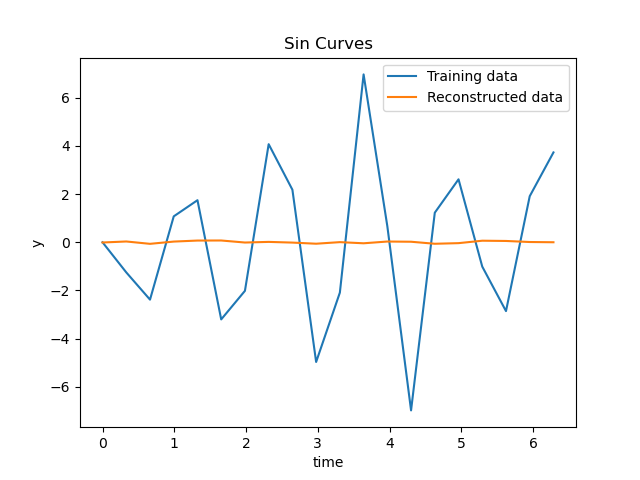 Sin Curves
Training data
Reconstructed data
6
4
2
0
−2
−4
−6
y
0 1 2 3 4 5 6
time